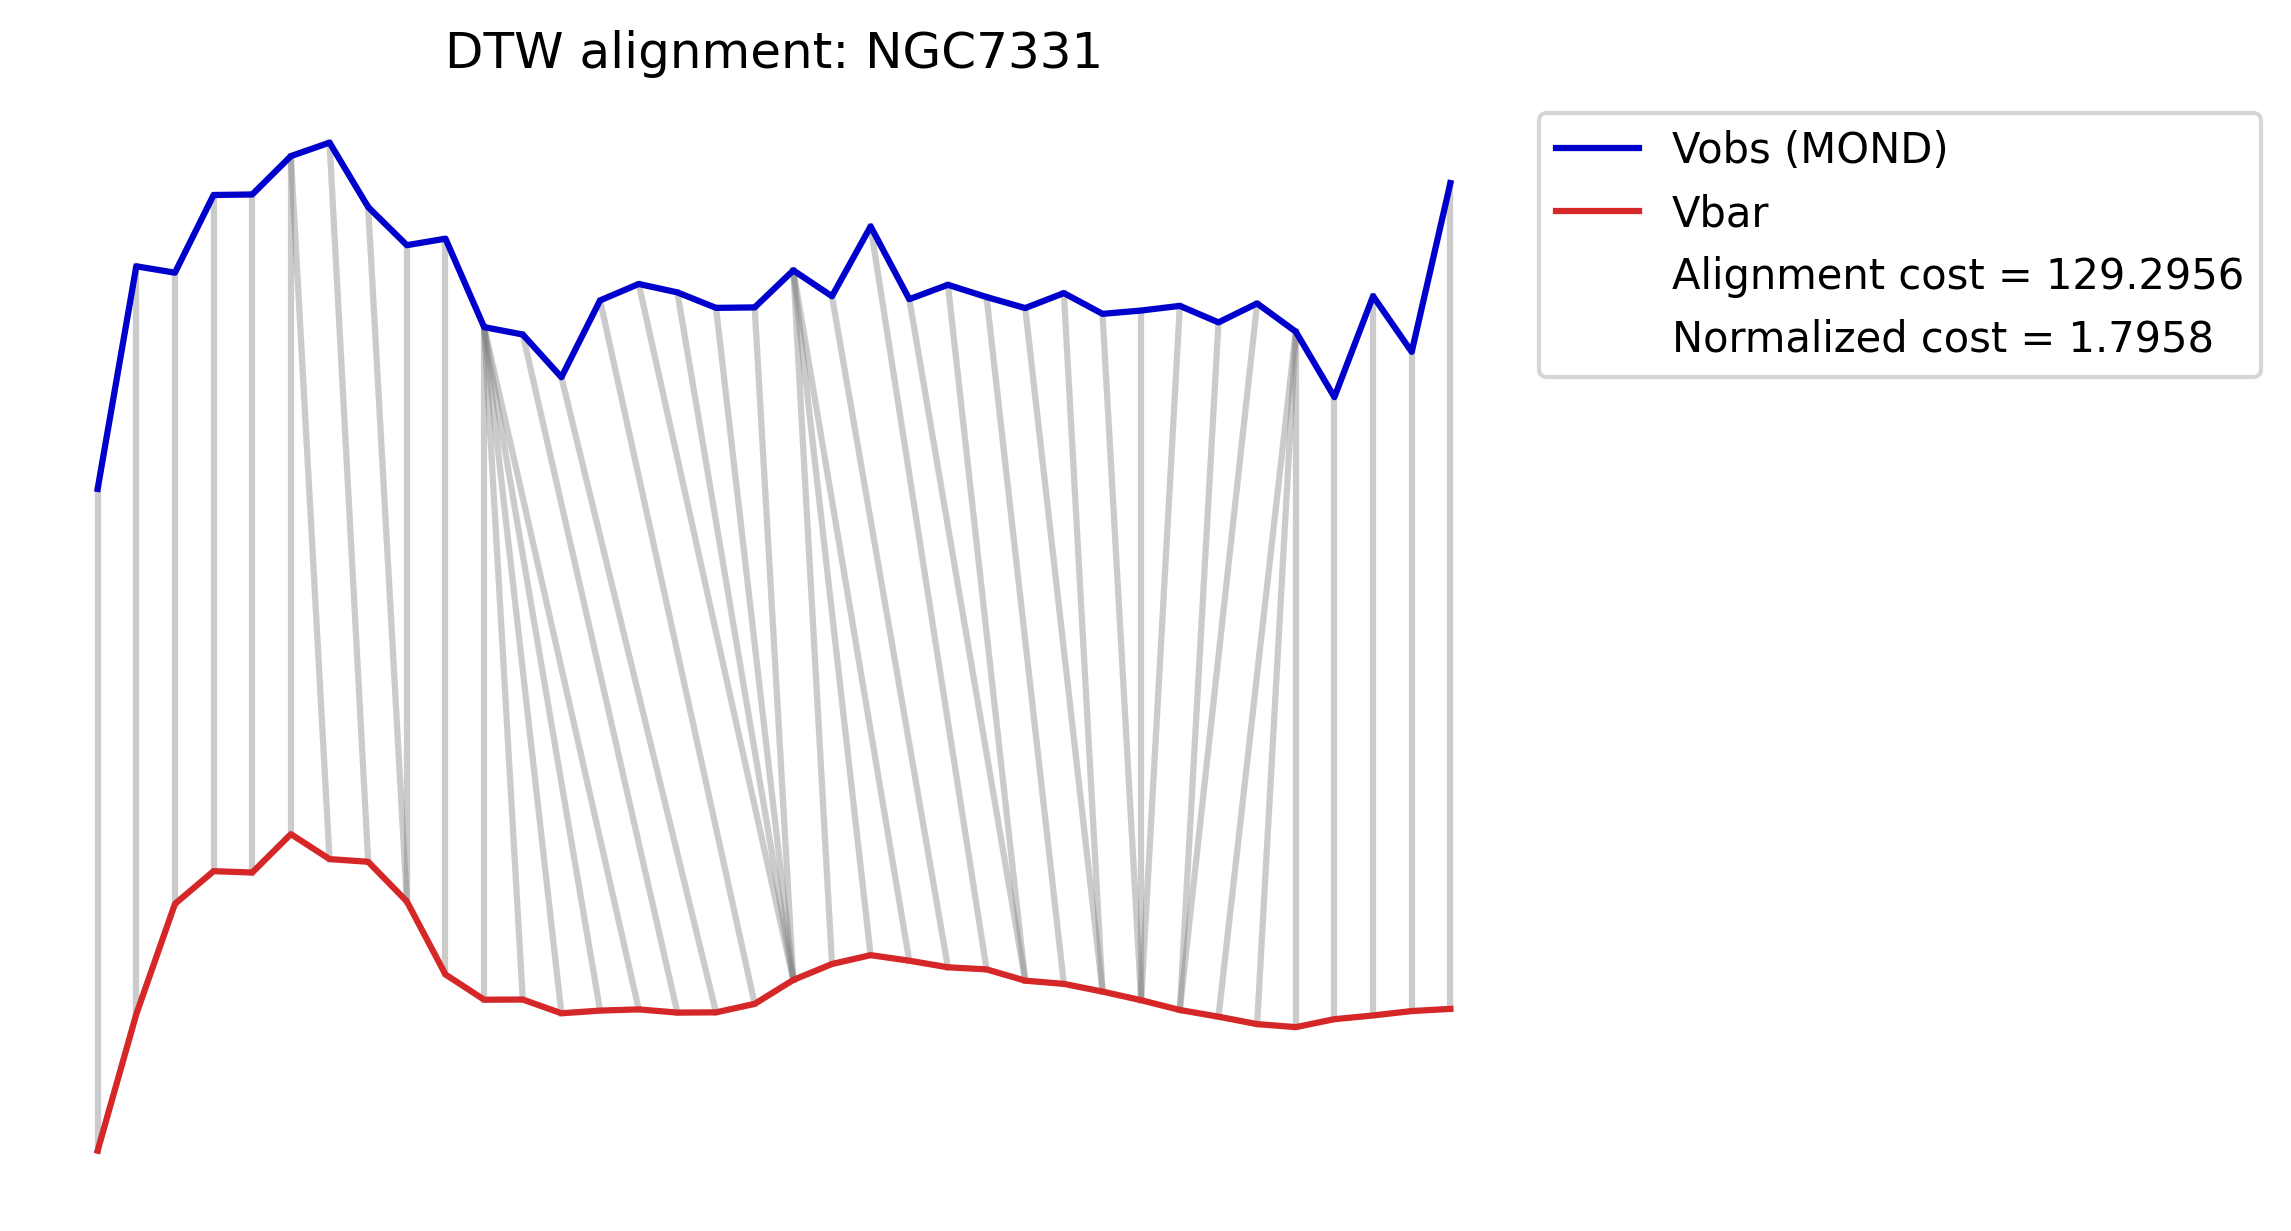 DTW alignment: NGC7331
Vobs (MOND)
Vbar
Alignment cost = 129.2956
Normalized cost = 1.7958